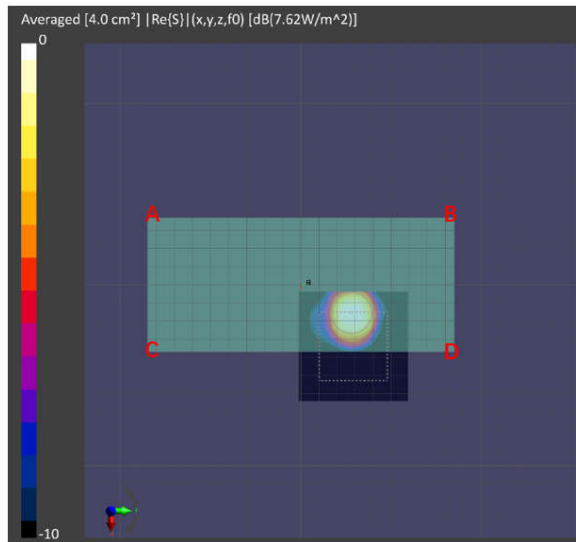 Averaged [4.0 cm²] |Re{S}|(x,y,z,f0) [dB(7.62W/m^2)]
0
A B
C D
-10